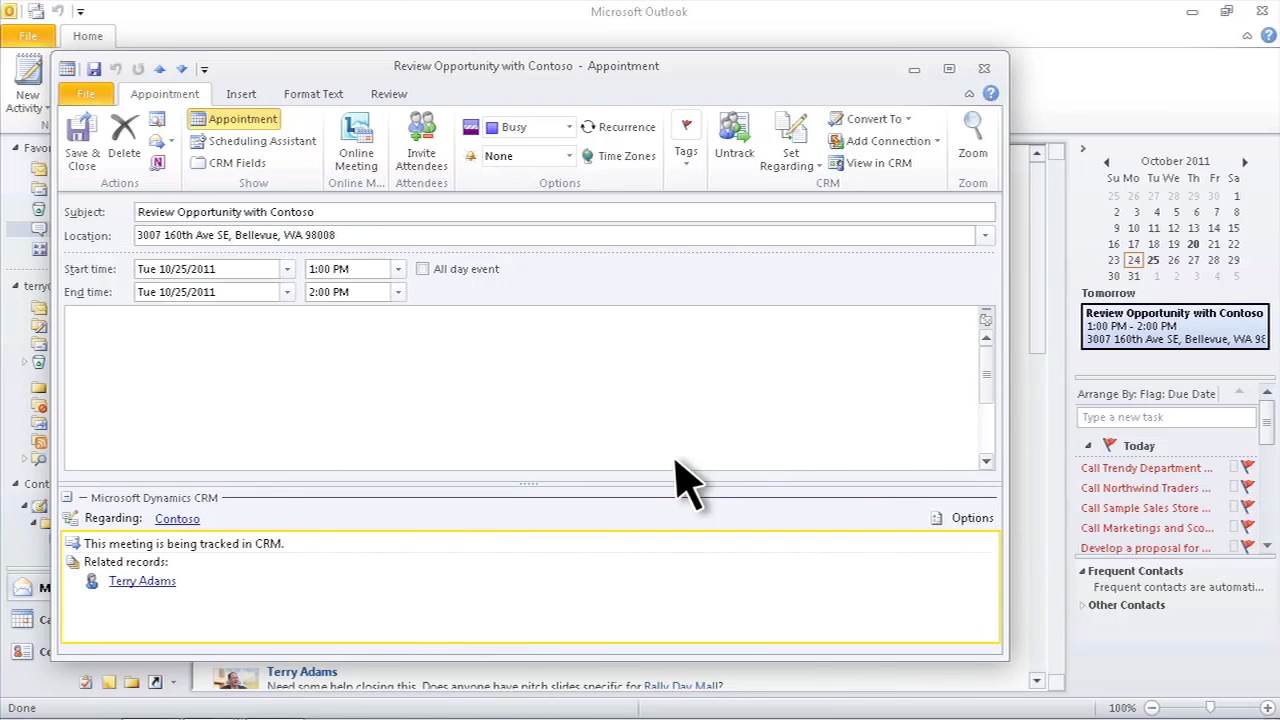 Microsoft Outlook
File
Home
New
Activity
Review Opportunity with Contoso - Appointment
File
Appointment
Insert
Format Text
Review
Save &
Close
Delete
Actions
Appointment
Scheduling Assistant
CRM Fields
Show
Online
Meeting
Online M...
Invite
Attendees
Attendees
Busy
None
Recurrence
Time Zones
Options
Tags
Untrack
Set
Regarding
Convert To
Add Connection
View in CRM
CRM
Zoom
Zoom
Subject:
Review Opportunity with Contoso
Location:
3007 160th Ave SE, Bellevue, WA 98008
Start time:
Tue 10/25/2011
1:00 PM
All day event
End time:
Tue 10/25/2011
2:00 PM
Microsoft Dynamics CRM
Regarding:
Contoso
Options
This meeting is being tracked in CRM.
Related records:
Terry Adams
Favor
terry@
Cont
M
Ca
Co
Terry Adams
Need some help closing this. Does anyone have pitch slides specific for Rally Day Mall?
October 2011
Su Mo Tu We Th Fr Sa
25 26 27 28 29 30 1
2 3 4 5 6 7 8
9 10 11 12 13 14 15
16 17 18 19 20 21 22
23 24 25 26 27 28 29
30 31 1 2 3 4 5
Tomorrow
Review Opportunity with Contoso
1:00 PM - 2:00 PM
3007 160th Ave SE, Bellevue, WA 98
Arrange By: Flag: Due Date
Type a new task
Today
Call Trendy Department ...
Call Northwind Traders ...
Call Sample Sales Store ...
Call Marketings and Sco...
Develop a proposal for ...
Frequent Contacts
Frequent contacts are automati...
Other Contacts
Done
100%